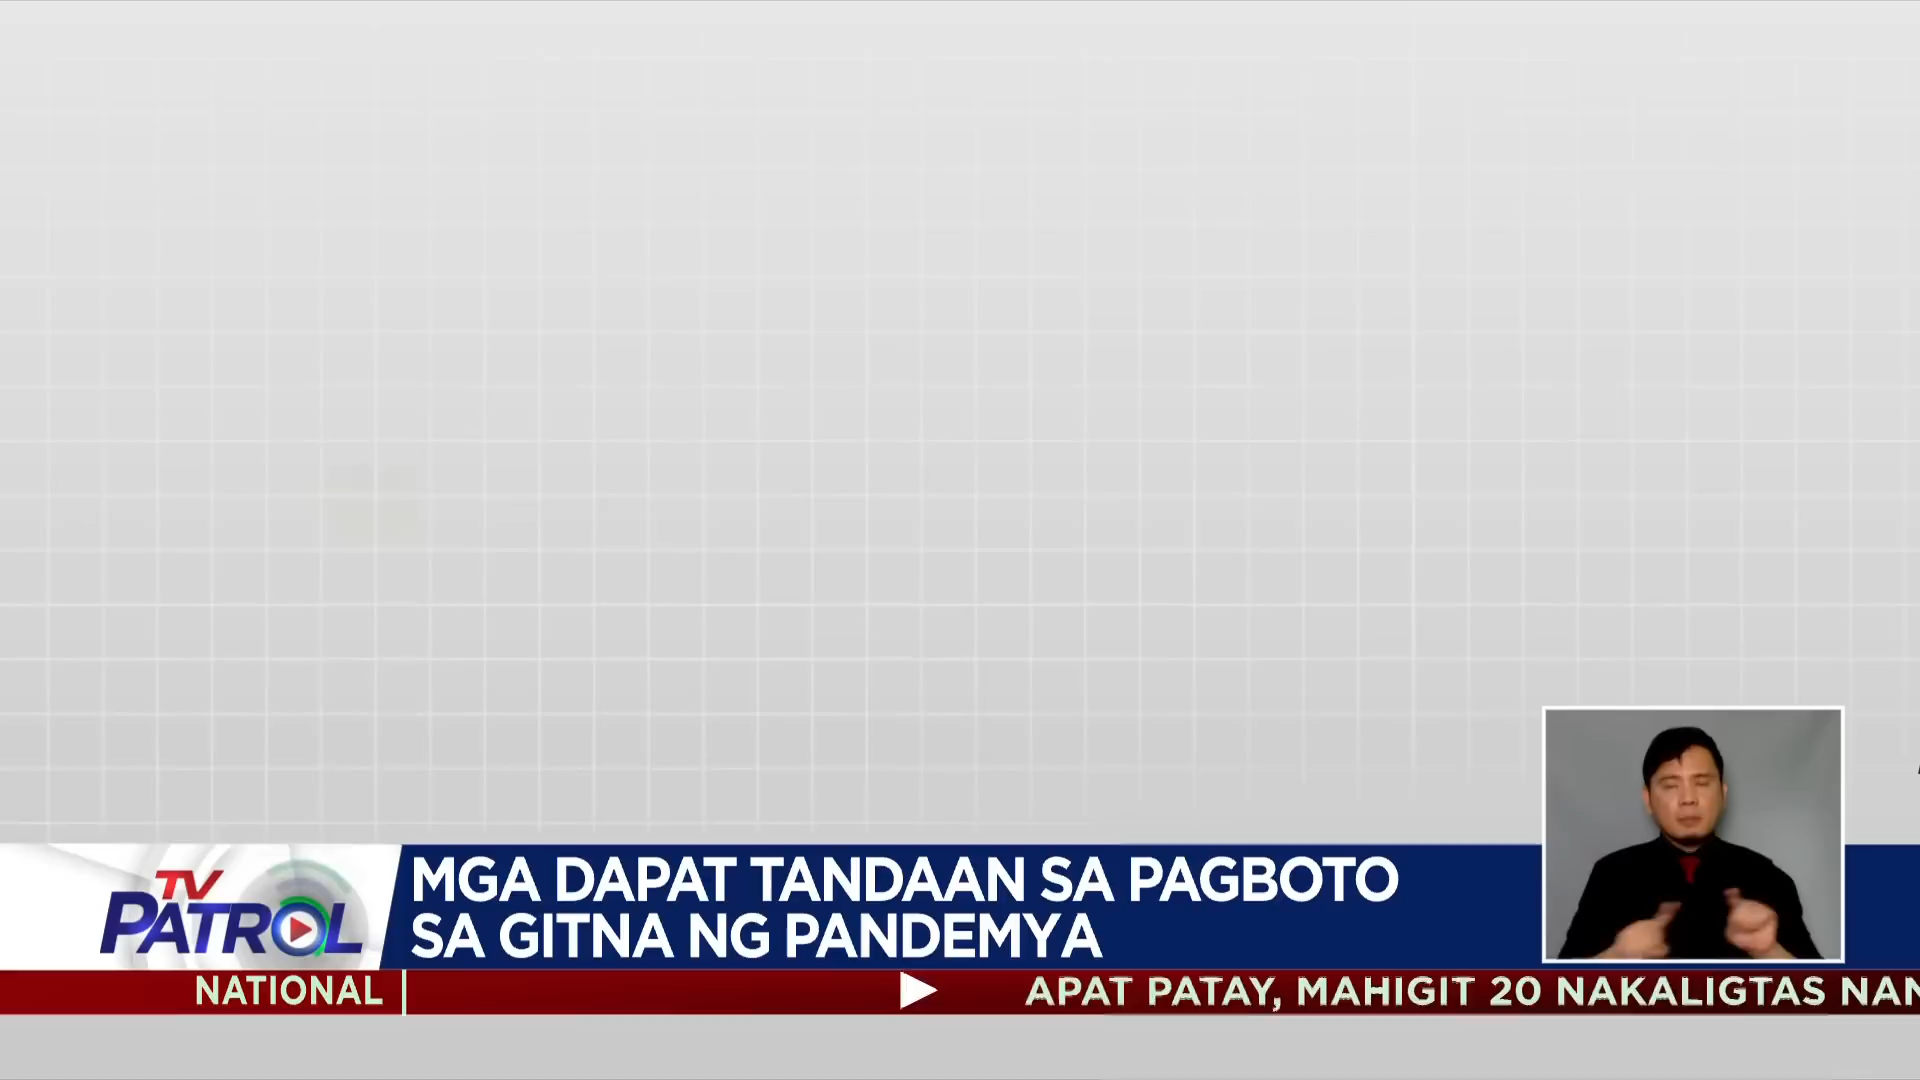 MGA DAPAT TANDAAN SA PAGBOTO
SA GITNA NG PANDEMYA
TV
PATROL
NATIONAL
APAT PATAY, MAHIGIT 20 NAKALIGTAS